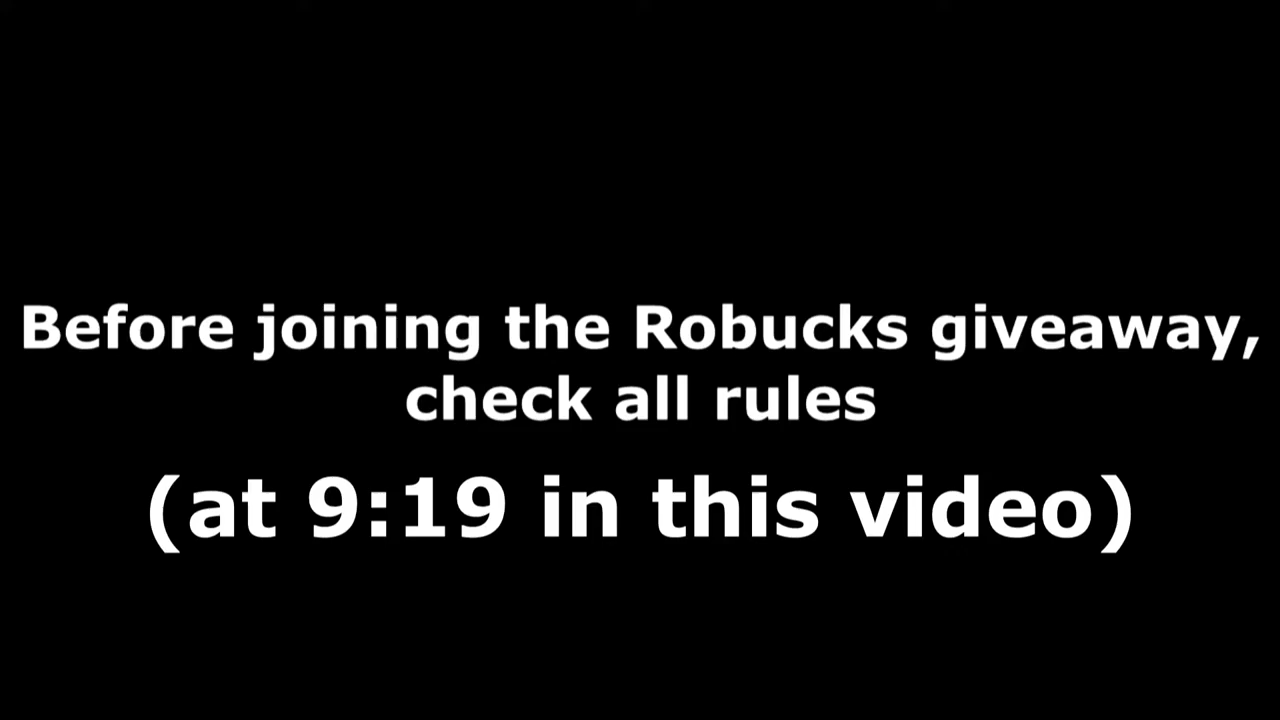 Before joining the Robucks giveaway,
check all rules
(at 9:19 in this video)